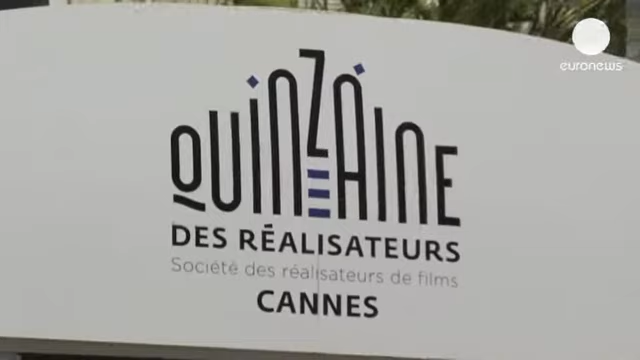 euronews
QUINZAINE
DES RÉALISATEURS
Société des réalisateurs de films
CANNES